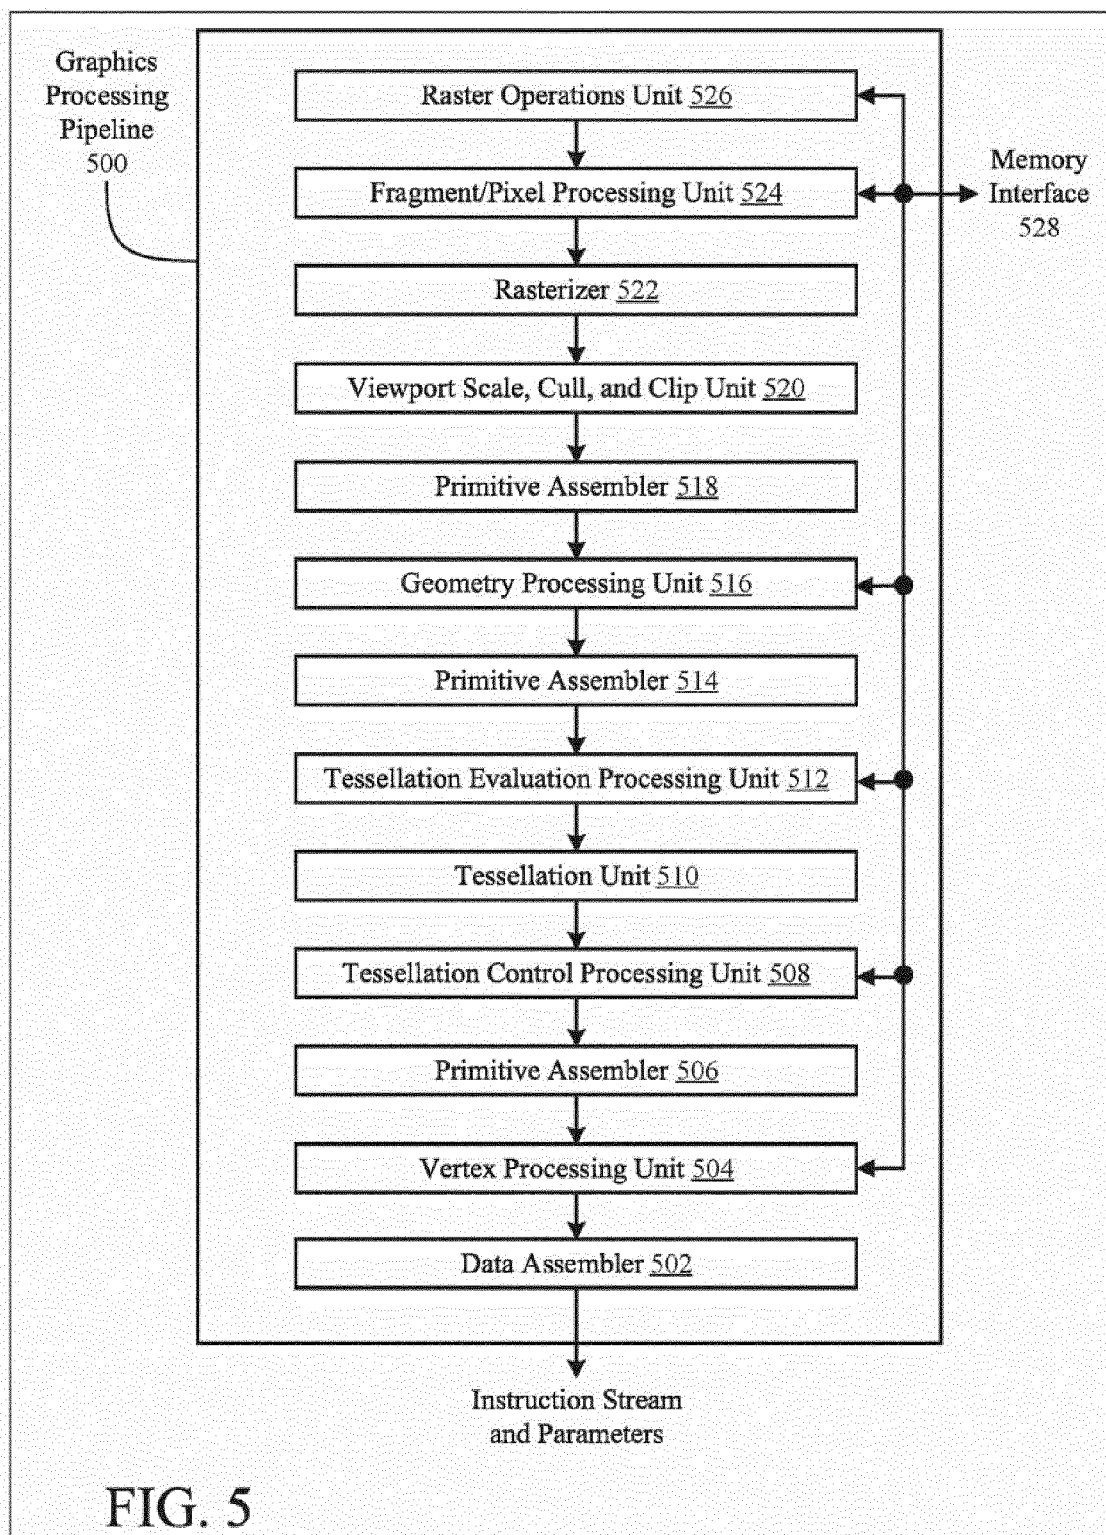 Graphics
Processing
Pipeline
500
Raster Operations Unit 526
Fragment/Pixel Processing Unit 524
Memory
Interface
528
Rasterizer 522
Viewport Scale, Cull, and Clip Unit 520
Primitive Assembler 518
Geometry Processing Unit 516
Primitive Assembler 514
Tessellation Evaluation Processing Unit 512
Tessellation Unit 510
Tessellation Control Processing Unit 508
Primitive Assembler 506
Vertex Processing Unit 504
Data Assembler 502
Instruction Stream
and Parameters
FIG. 5